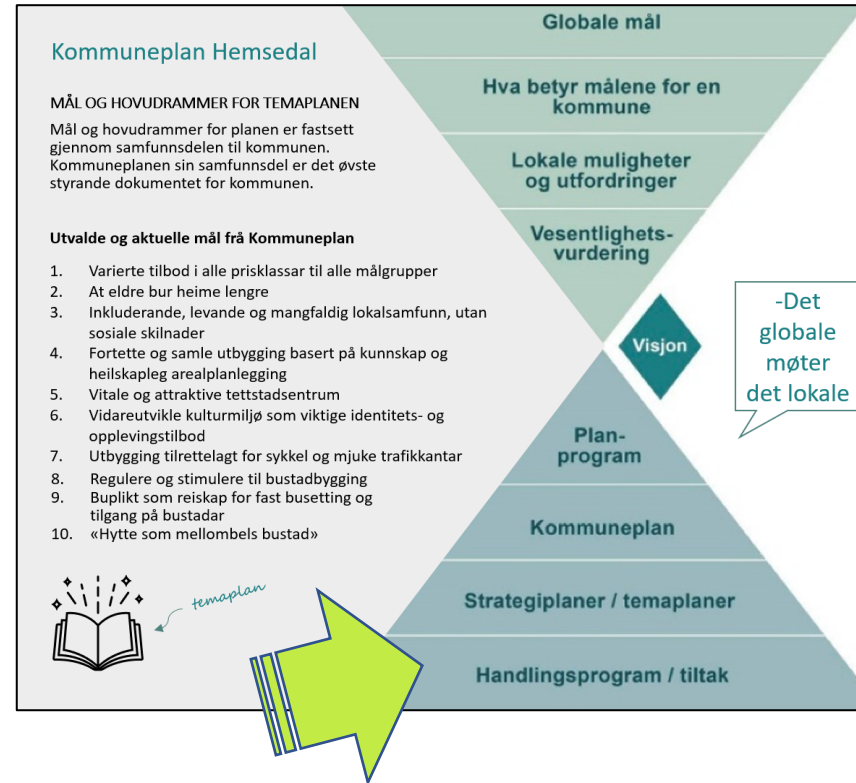 Kommuneplan Hemsedal
MÅL OG HOVUDRAMMER FOR TEMAPLANEN
Mål og hovudrammer for planen er fastsett
gjennom samfunnsdelen til kommunen.
Kommuneplanen sin samfunnsdel er det øvste
styrande dokumentet for kommunen.
Utvalde og aktuelle mål frå Kommuneplan
1. Varierte tilbod i alle prisklassar til alle målgrupper
2. At eldre bur heime lengre
3. Inkluderande, levande og mangfaldig lokalsamfunn, utan
sosiale skilnader
4. Fortette og samle utbygging basert på kunnskap og
heilskapleg arealplanlegging
5. Vitale og attraktive tettstadsentrum
6. Vidareutvikle kulturmiljø som viktige identitets- og
opplevingstilbod
7. Utbygging tilrettelagt for sykkel og mjuke trafikkantar
8. Regulere og stimulere til bustadbygging
9. Buplikt som reiskap for fast busetting og
tilgang på bustadar
10. «Hytte som mellombels bustad»
temaplan
Globale mål
Hva betyr målene for en
kommune
Lokale muligheter
og utfordringer
Vesentlighets-
vurdering
Visjon
-Det
globale
møter
det lokale
Plan-
program
Kommuneplan
Strategiplaner / temaplaner
Handlingsprogram / tiltak